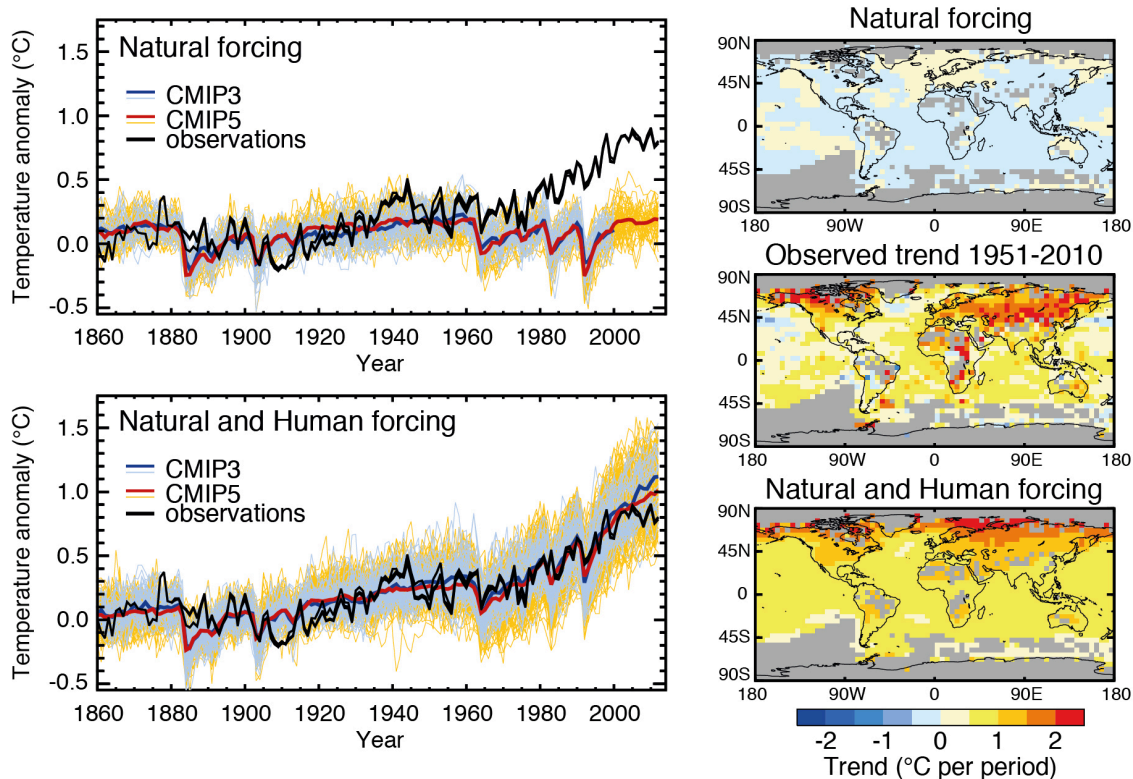 Natural forcing
CMIP3
CMIP5
observations
Temperature anomaly (°C)
1.5
1.0
0.5
0.0
-0.5
1860 1880 1900 1920 1940 1960 1980 2000
Year
Natural and Human forcing
CMIP3
CMIP5
observations
Temperature anomaly (°C)
1.5
1.0
0.5
0.0
-0.5
1860 1880 1900 1920 1940 1960 1980 2000
Year
Natural forcing
90N
45N
0
45S
90S
180 90W 0 90E 180
Observed trend 1951-2010
90N
45N
0
45S
90S
180 90W 0 90E 180
Natural and Human forcing
90N
45N
0
45S
90S
180 90W 0 90E 180
-2 -1 0 1 2
Trend (°C per period)